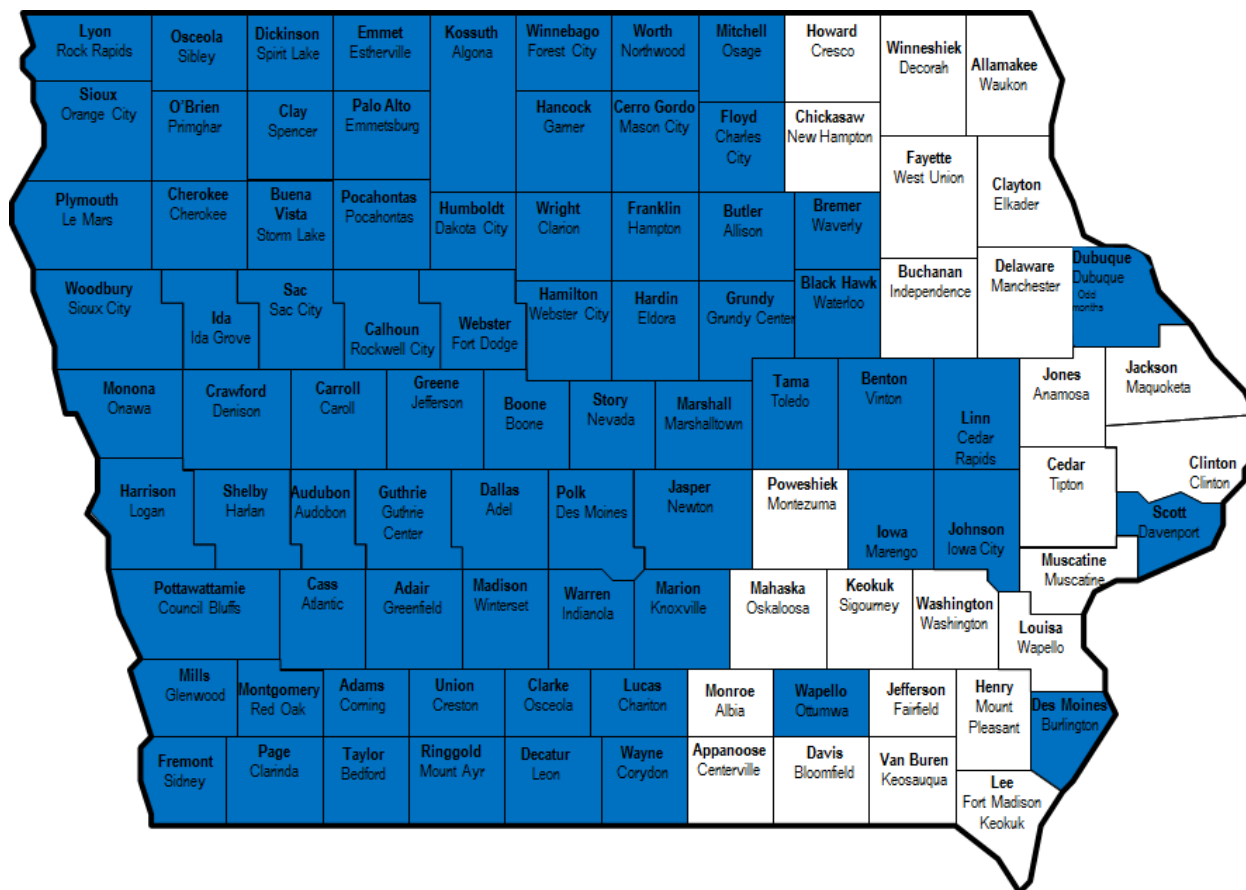 Lyon
Rock Rapids
Osceola
Sibley
Dickinson
Spirit Lake
Emmet
Estherville
Kossuth
Algona
Winnebago
Forest City
Worth
Northwood
Mitchell
Osage
Howard
Cresco
Winneshiek
Decorah
Allamakee
Waukon
Sioux
Orange City
O'Brien
Primghar
Clay
Spencer
Palo Alto
Emmetsburg
Hancock
Garner
Cerro Gordo
Mason City
Floyd
Charles
City
Chickasaw
New Hampton
Fayette
West Union
Clayton
Elkader
Plymouth
Le Mars
Cherokee
Cherokee
Buena
Vista
Storm Lake
Pocahontas
Pocahontas
Humboldt
Dakota City
Wright
Clarion
Franklin
Hampton
Butler
Allison
Bremer
Waverly
Woodbury
Sioux City
Ida
Ida Grove
Sac
Sac City
Calhoun
Rockwell City
Webster
Fort Dodge
Hamilton
Webster City
Hardin
Eldora
Grundy
Grundy Center
Black Hawk
Waterloo
Buchanan
Independence
Delaware
Manchester
Dubuque
Dubuque
Odd
months
Monona
Onawa
Crawford
Denison
Carroll
Caroll
Greene
Jefferson
Boone
Boone
Story
Nevada
Marshall
Marshalltown
Tama
Toledo
Benton
Vinton
Linn
Cedar
Rapids
Jones
Anamosa
Jackson
Maquoketa
Harrison
Logan
Shelby
Harlan
Audubon
Audobon
Guthrie
Guthrie
Center
Dallas
Adel
Polk
Des Moines
Jasper
Newton
Poweshiek
Montezuma
Iowa
Marengo
Johnson
Iowa City
Cedar
Tipton
Clinton
Clinton
Scott
Davenport
Muscatine
Muscatine
Pottawattamie
Council Bluffs
Cass
Atlantic
Adair
Greenfield
Madison
Winterset
Warren
Indianola
Marion
Knoxville
Mahaska
Oskaloosa
Keokuk
Sigourney
Washington
Washington
Louisa
Wapello
Mills
Glenwood
Montgomery
Red Oak
Adams
Corning
Union
Creston
Clarke
Osceola
Lucas
Chariton
Monroe
Albia
Wapello
Ottumwa
Jefferson
Fairfield
Henry
Mount
Pleasant
Des Moines
Burlington
Fremont
Sidney
Page
Clarinda
Taylor
Bedford
Ringgold
Mount Ayr
Decatur
Leon
Wayne
Corydon
Appanoose
Centerville
Davis
Bloomfield
Van Buren
Keosauqua
Lee
Fort Madison
Keokuk